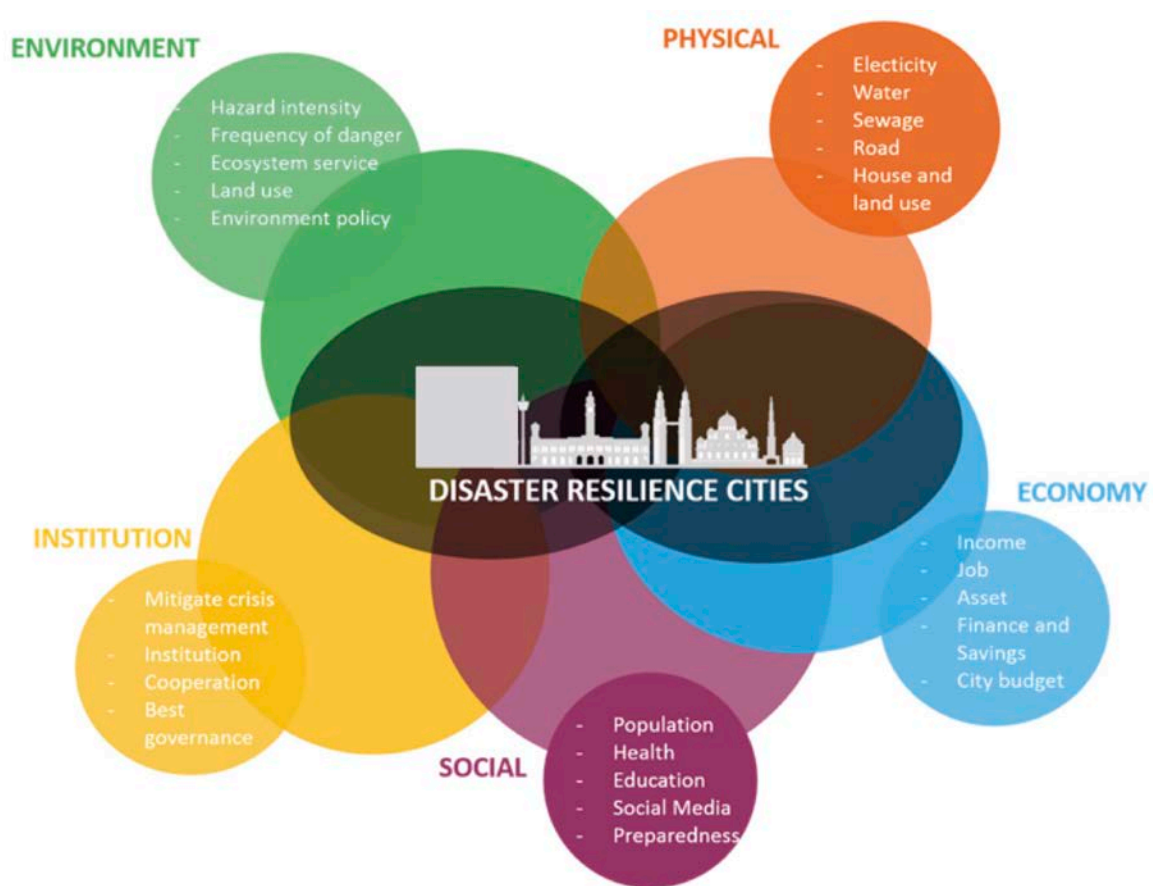 ENVIRONMENT
- Hazard intensity
- Frequency of danger
- Ecosystem service
- Land use
- Environment policy
PHYSICAL
- Electicity
- Water
- Sewage
- Road
- House and
land use
DISASTER RESILIENCE CITIES
INSTITUTION
- Mitigate crisis
management
- Institution
- Cooperation
- Best
governance
ECONOMY
- Income
- Job
- Asset
- Finance and
Savings
- City budget
SOCIAL
- Population
- Health
- Education
- Social Media
- Preparedness